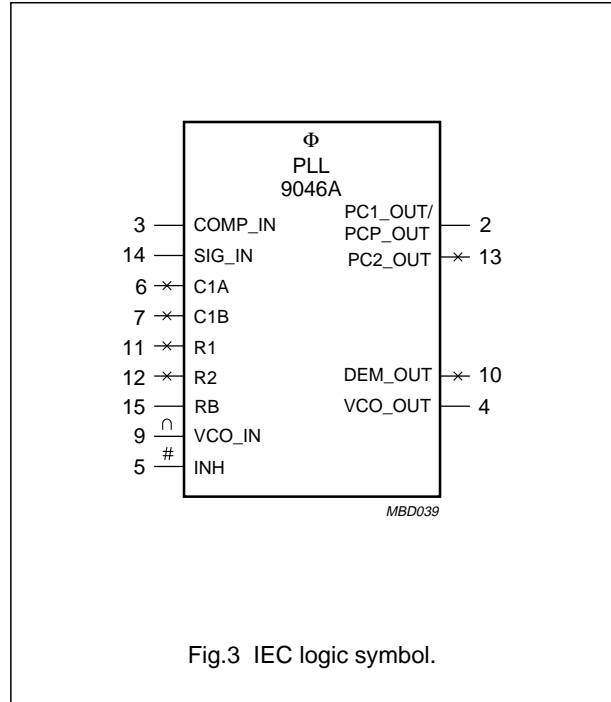 Φ
PLL
9046A
3 COMP_IN
14 SIG_IN
6 × C1A
7 × C1B
11 × R1
12 × R2
15 RB
9 ∩ VCO_IN
5 # INH
PC1_OUT/
PCP_OUT 2
PC2_OUT × 13
DEM_OUT × 10
VCO_OUT 4
MBD039
Fig.3 IEC logic symbol.